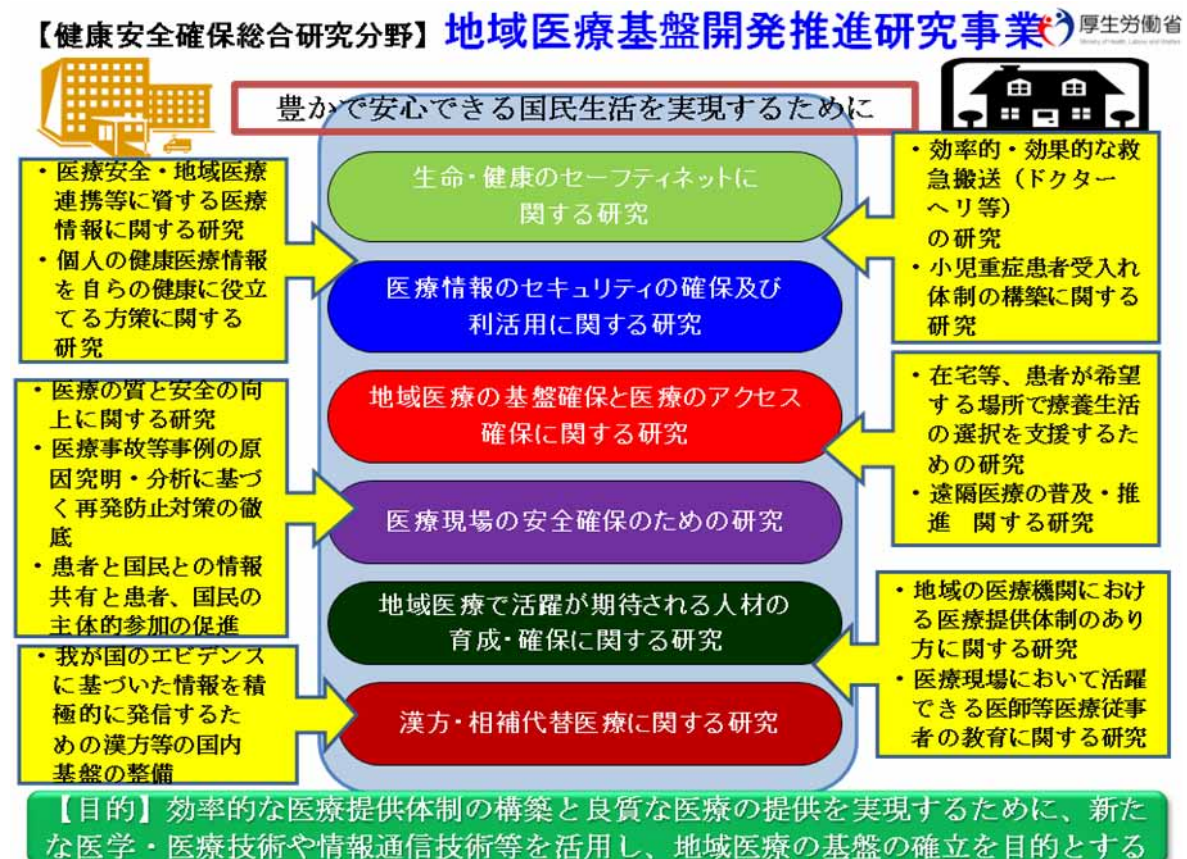 【健康安全確保総合研究分野】地域医療基盤開発推進研究事業
厚生労働省
豊かで安心できる国民生活を実現するために
・医療安全・地域医療
連携等に資する医療
情報に関する研究
・個人の健康医療情報
を自らの健康に役立
てる方策に関する
研究
・医療の質と安全の向
上に関する研究
・医療事故等事例の原
因究明・分析に基づ
く再発防止対策の徹
底
・患者と国民との情報
共有と患者、国民の
主体的参加の促進
・我が国のエビデンス
に基づいた情報を積
極的に発信するた
めの漢方等の国内
基盤の整備
生命・健康のセーフティネットに
関する研究
医療情報のセキュリティの確保及び
利活用に関する研究
地域医療の基盤確保と医療のアクセス
確保に関する研究
医療現場の安全確保のための研究
地域医療で活躍が期待される人材の
育成・確保に関する研究
漢方・相補代替医療に関する研究
・効率的・効果的な救
急搬送（ドクター
ヘリ等）
の研究
・小児重症患者受入れ
体制の構築に関する
研究
・在宅等、患者が希望
する場所で療養生活
の選択を支援するた
めの研究
・遠隔医療の普及・推
進　関する研究
・地域の医療機関におけ
る医療提供体制のあり
方に関する研究
・医療現場において活躍
できる医師等医療従事
者の教育に関する研究
【目的】効率的な医療提供体制の構築と良質な医療の提供を実現するために、新た
な医学・医療技術や情報通信技術等を活用し、地域医療の基盤の確立を目的とする